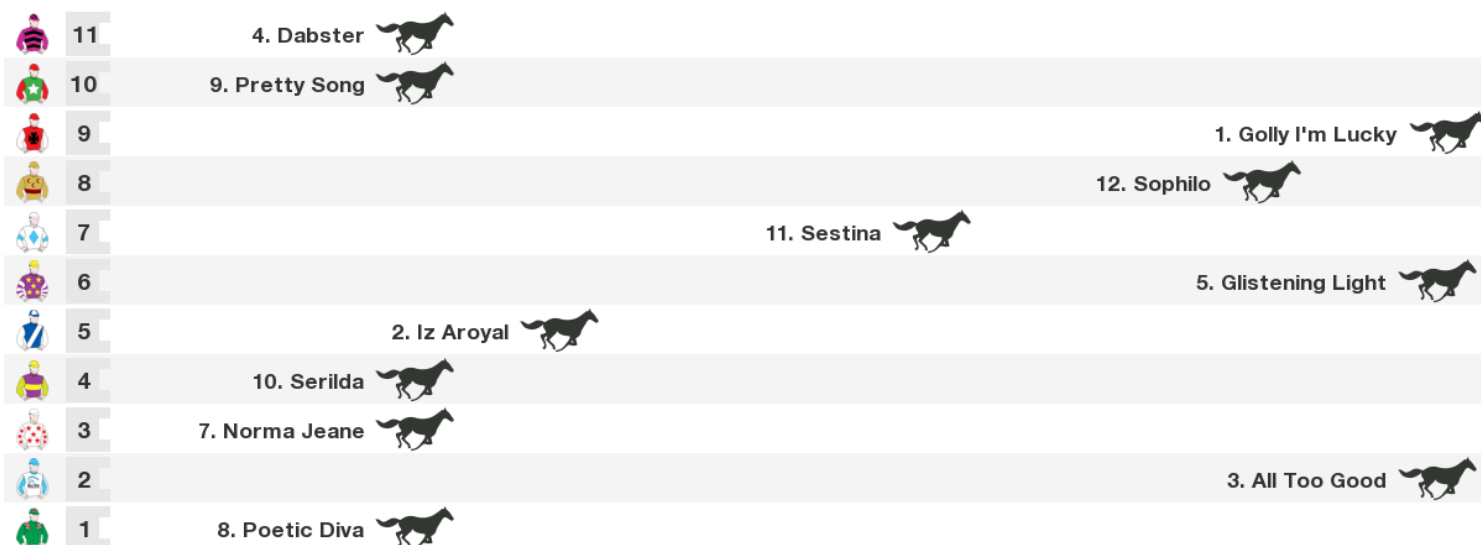 11 4. Dabster
10 9. Pretty Song
9 1. Golly I'm Lucky
8 12. Sophilo
7 11. Sestina
6 5. Glistening Light
5 2. Iz Aroyal
4 10. Serilda
3 7. Norma Jeane
2 3. All Too Good
1 8. Poetic Diva